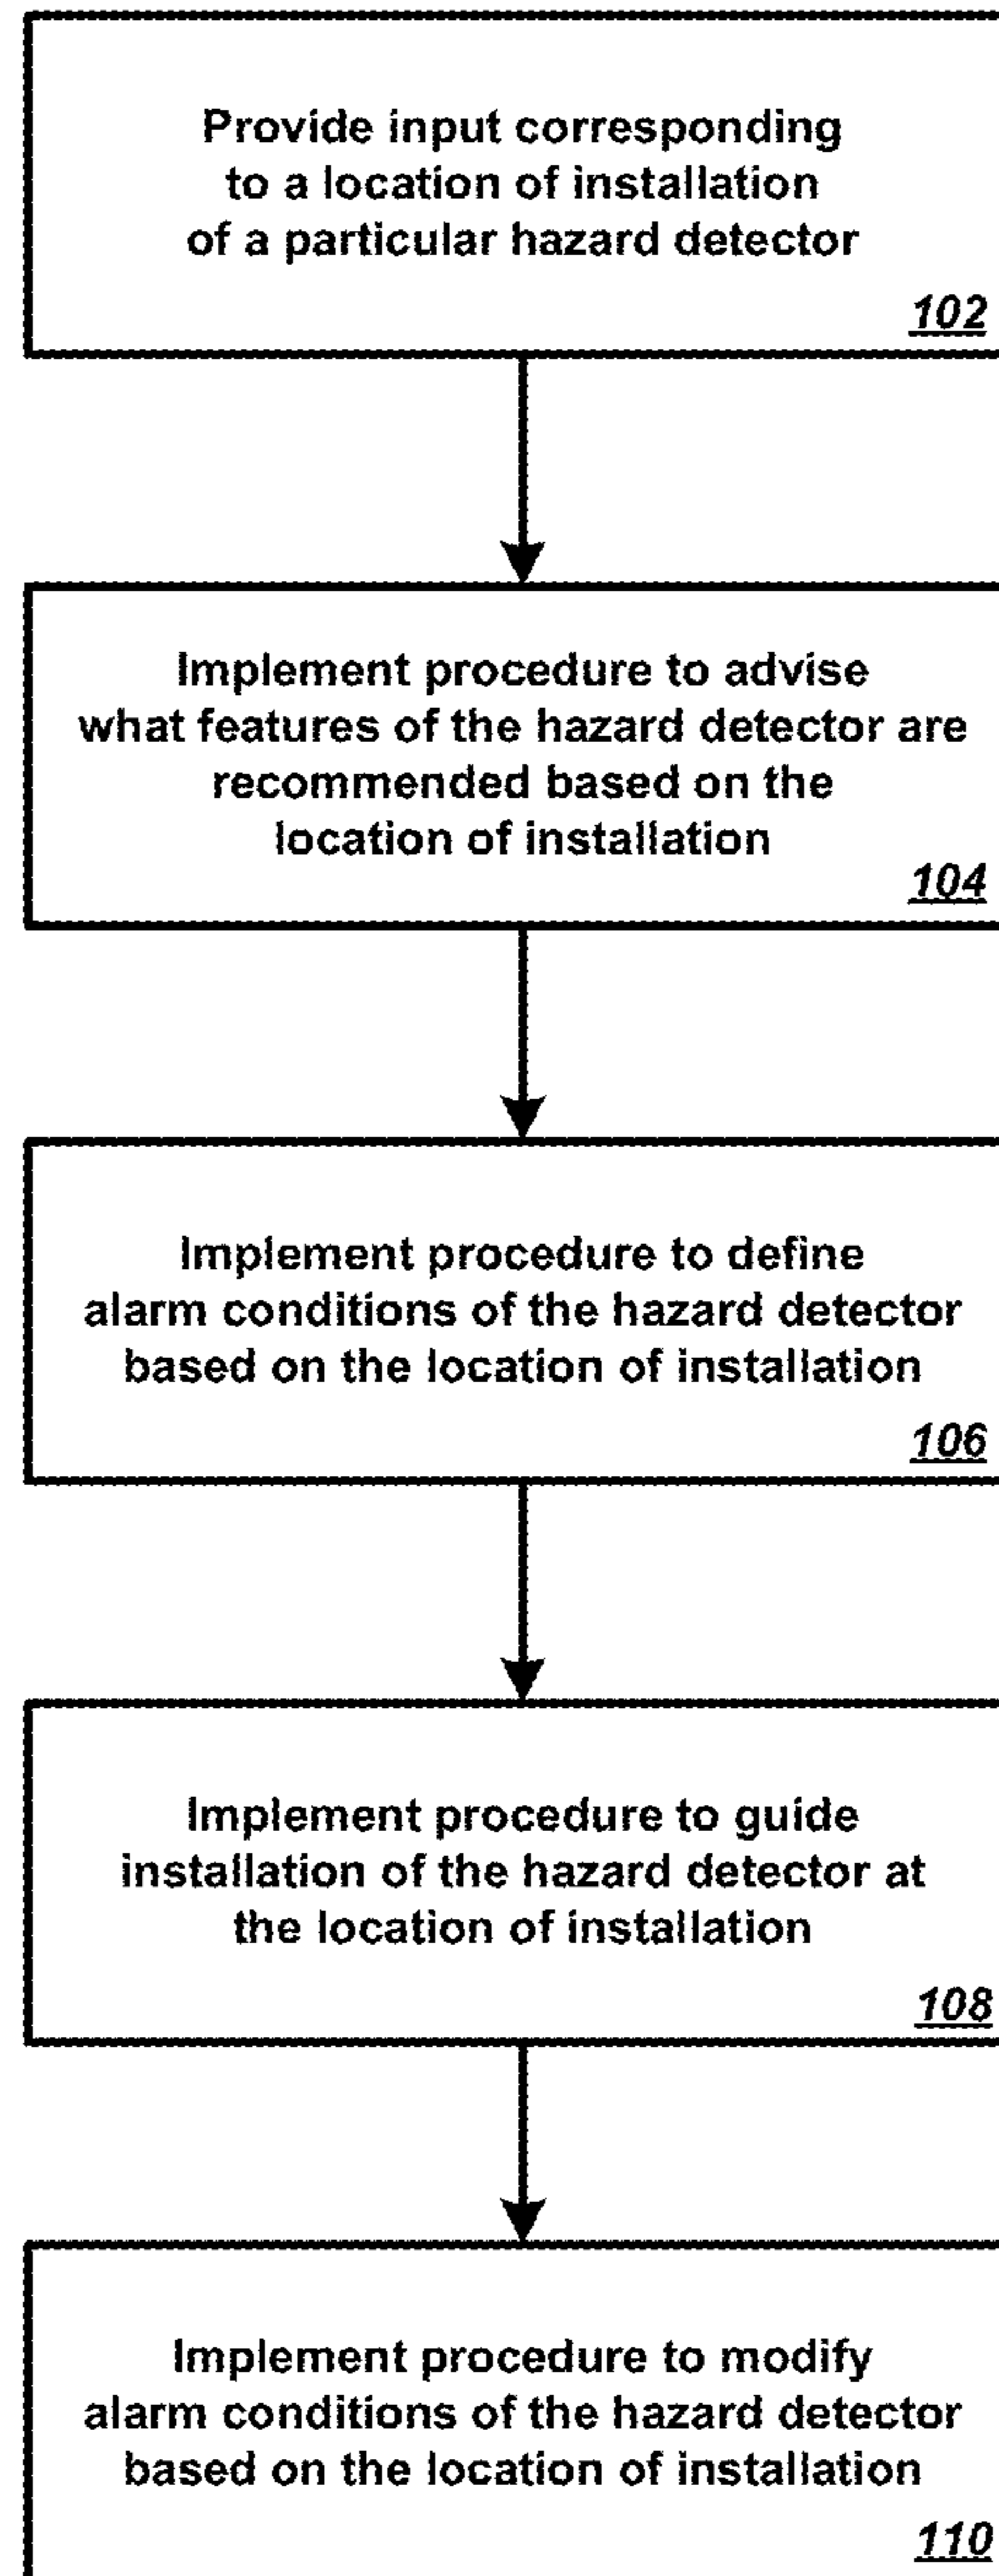 Provide input corresponding
to a location of installation
of a particular hazard detector
102
Implement procedure to advise
what features of the hazard detector are
recommended based on the
location of installation
104
Implement procedure to define
alarm conditions of the hazard detector
based on the location of installation
106
Implement procedure to guide
installation of the hazard detector at
the location of installation
108
Implement procedure to modify
alarm conditions of the hazard detector
based on the location of installation
110